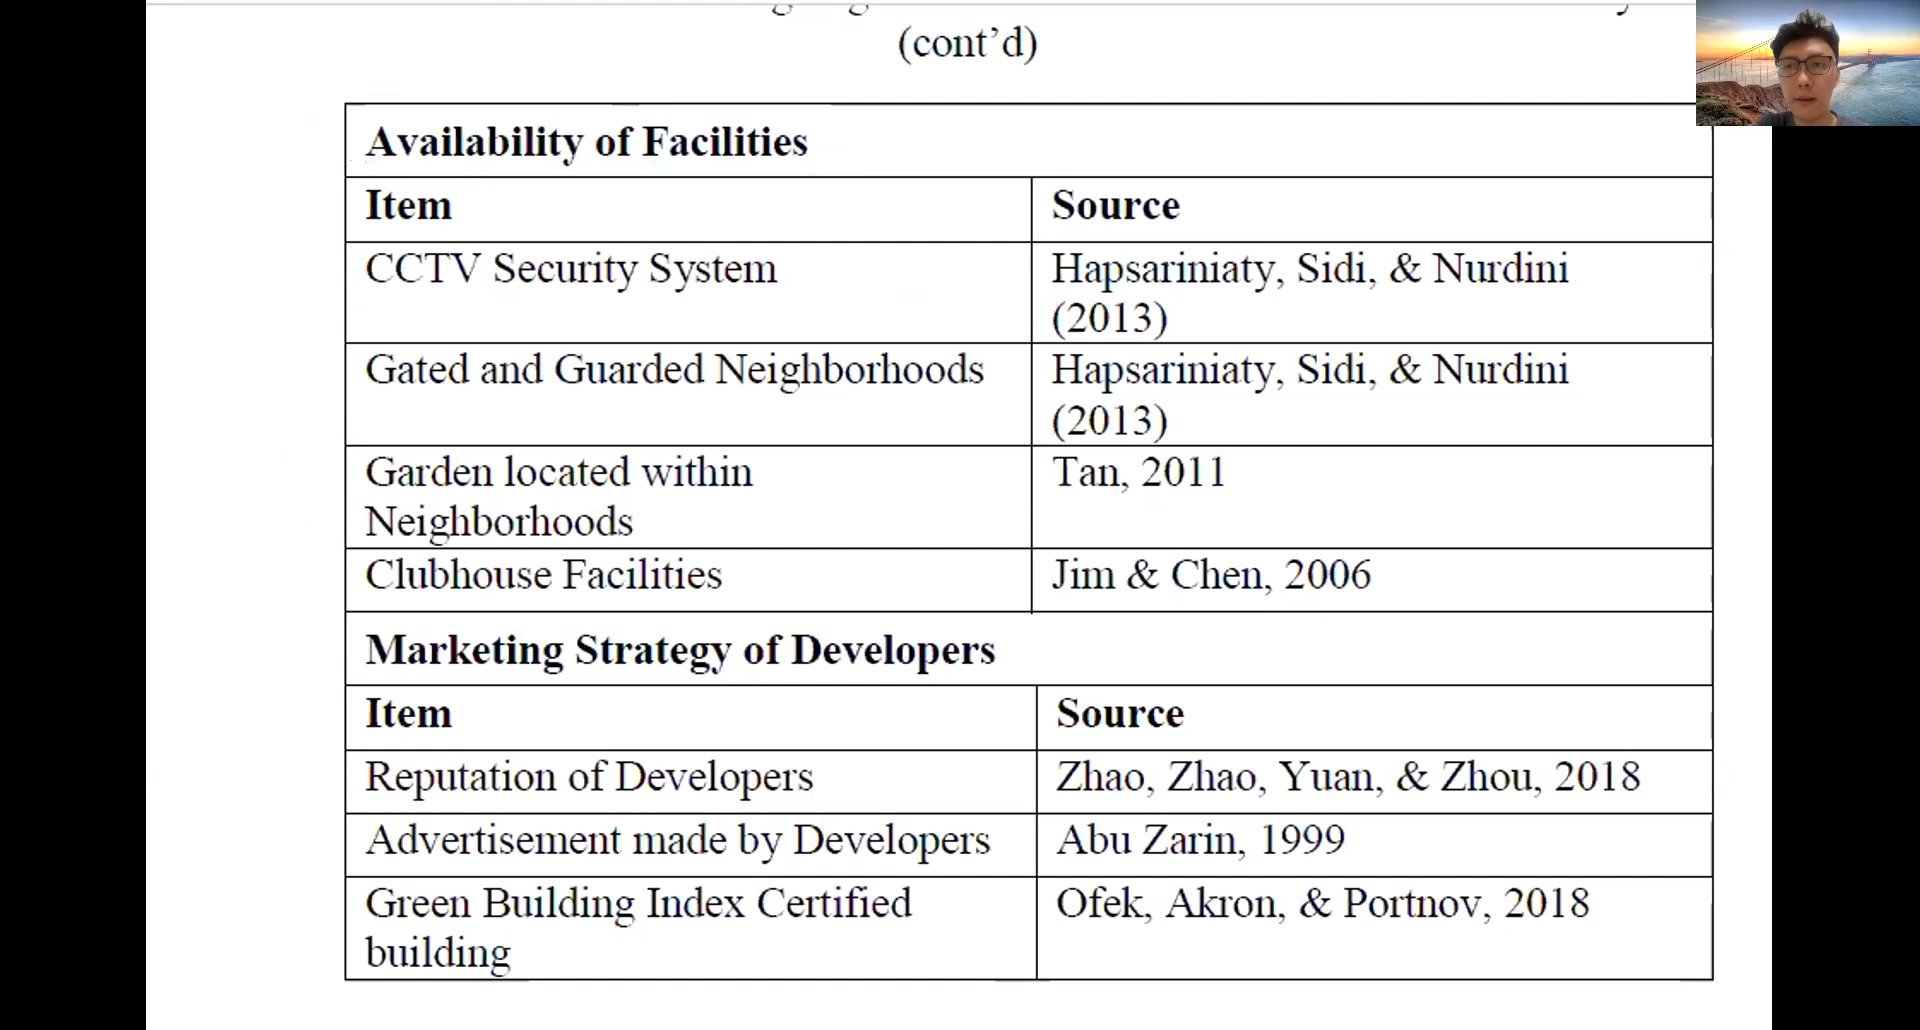 (cont’d)
Availability of Facilities
Item Source
CCTV Security System Hapsariniaty, Sidi, & Nurdini
(2013)
Gated and Guarded Neighborhoods Hapsariniaty, Sidi, & Nurdini
(2013)
Garden located within Tan, 2011
Neighborhoods
Clubhouse Facilities Jim & Chen, 2006
Marketing Strategy of Developers
Item Source
Reputation of Developers Zhao, Zhao, Yuan, & Zhou, 2018
Advertisement made by Developers Abu Zarin, 1999
Green Building Index Certified Ofek, Akron, & Portnov, 2018
building